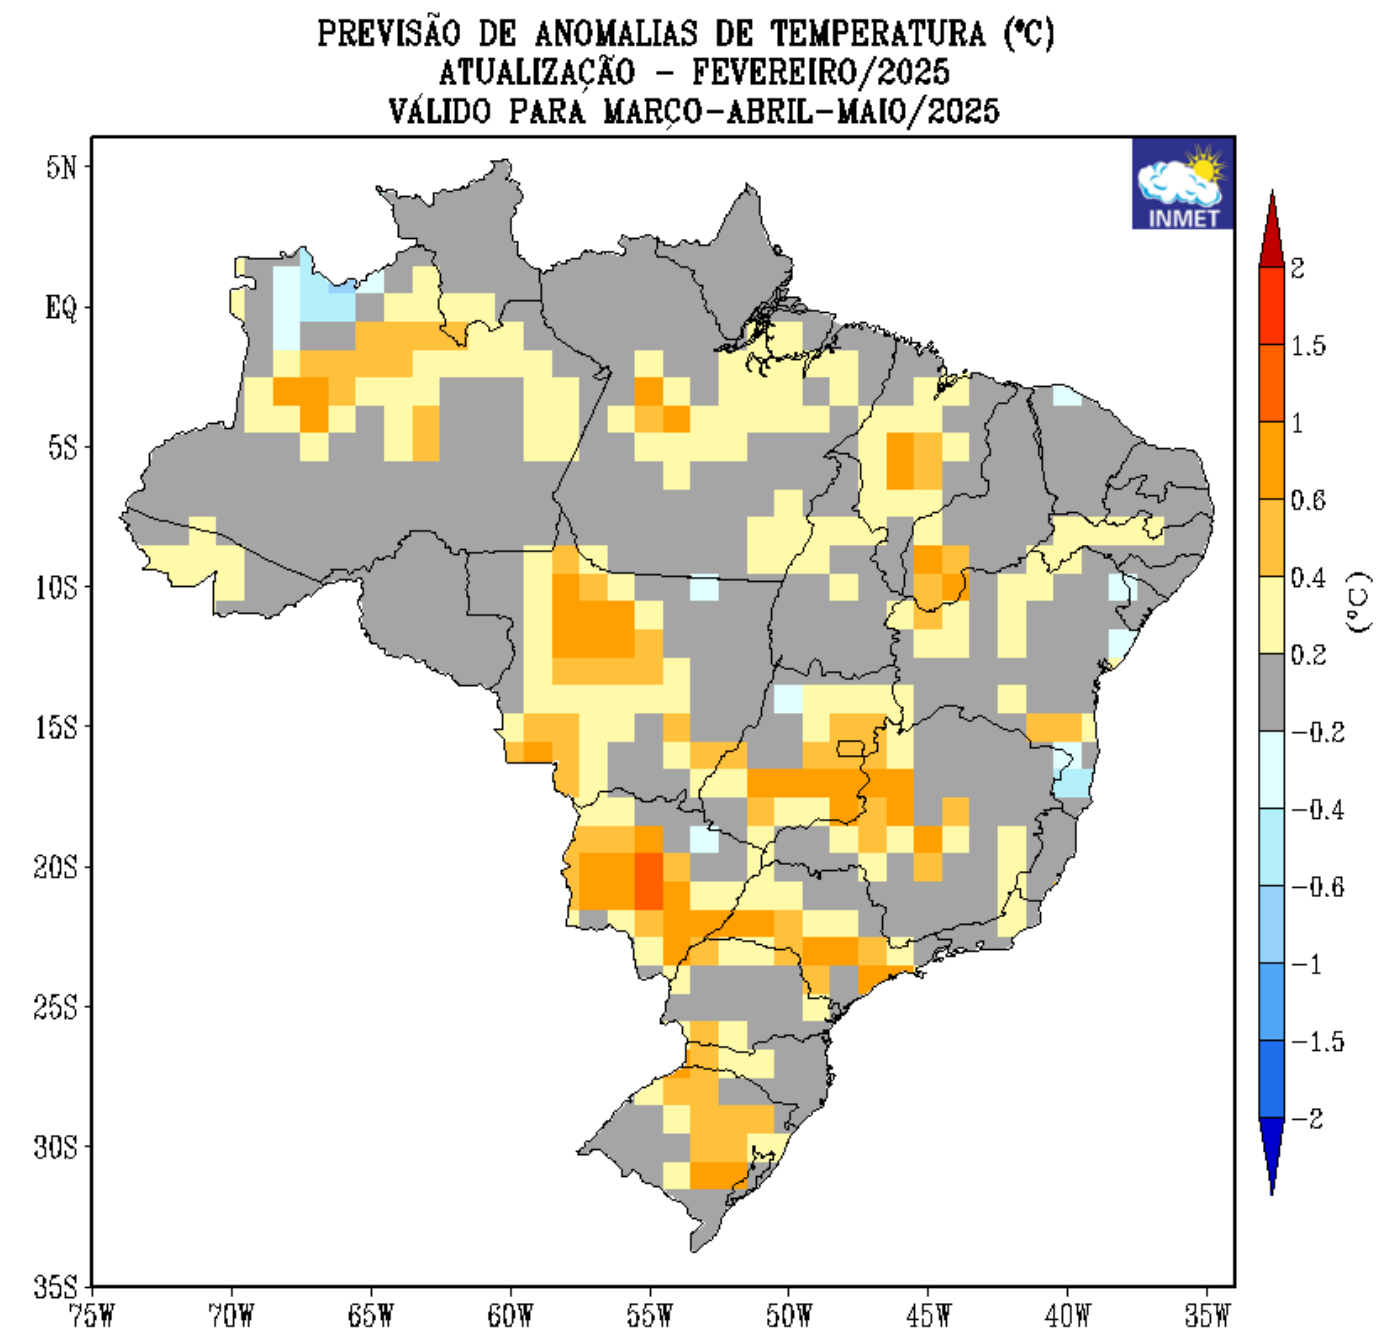 PREVISÃO DE ANOMALIAS DE TEMPERATURA (°C)
ATUALIZAÇÃO - FEVEREIRO/2025
VÁLIDO PARA MARÇO-ABRIL-MAIO/2025
INMET
5N
EQ
5S
10S
15S
20S
25S
30S
35S
75W 70W 65W 60W 55W 50W 45W 40W 35W
2
1.5
1
0.6
0.4
0.2
-0.2
-0.4
-0.6
-1
-1.5
-2
(°C)